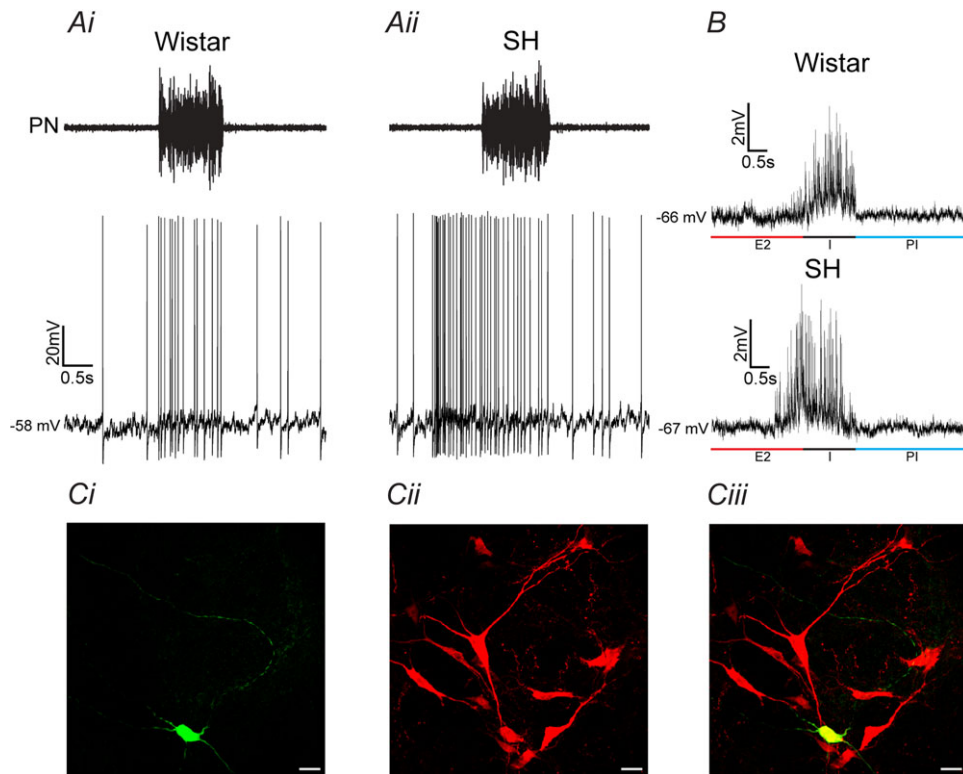 Ai
Aii
B
Wistar
SH
Wistar
PN
2mV
0.5s
-66 mV
E2
I
PI
SH
20mV
0.5s
2mV
0.5s
-58 mV
-67 mV
E2
I
PI
Ci
Cii
Ciii